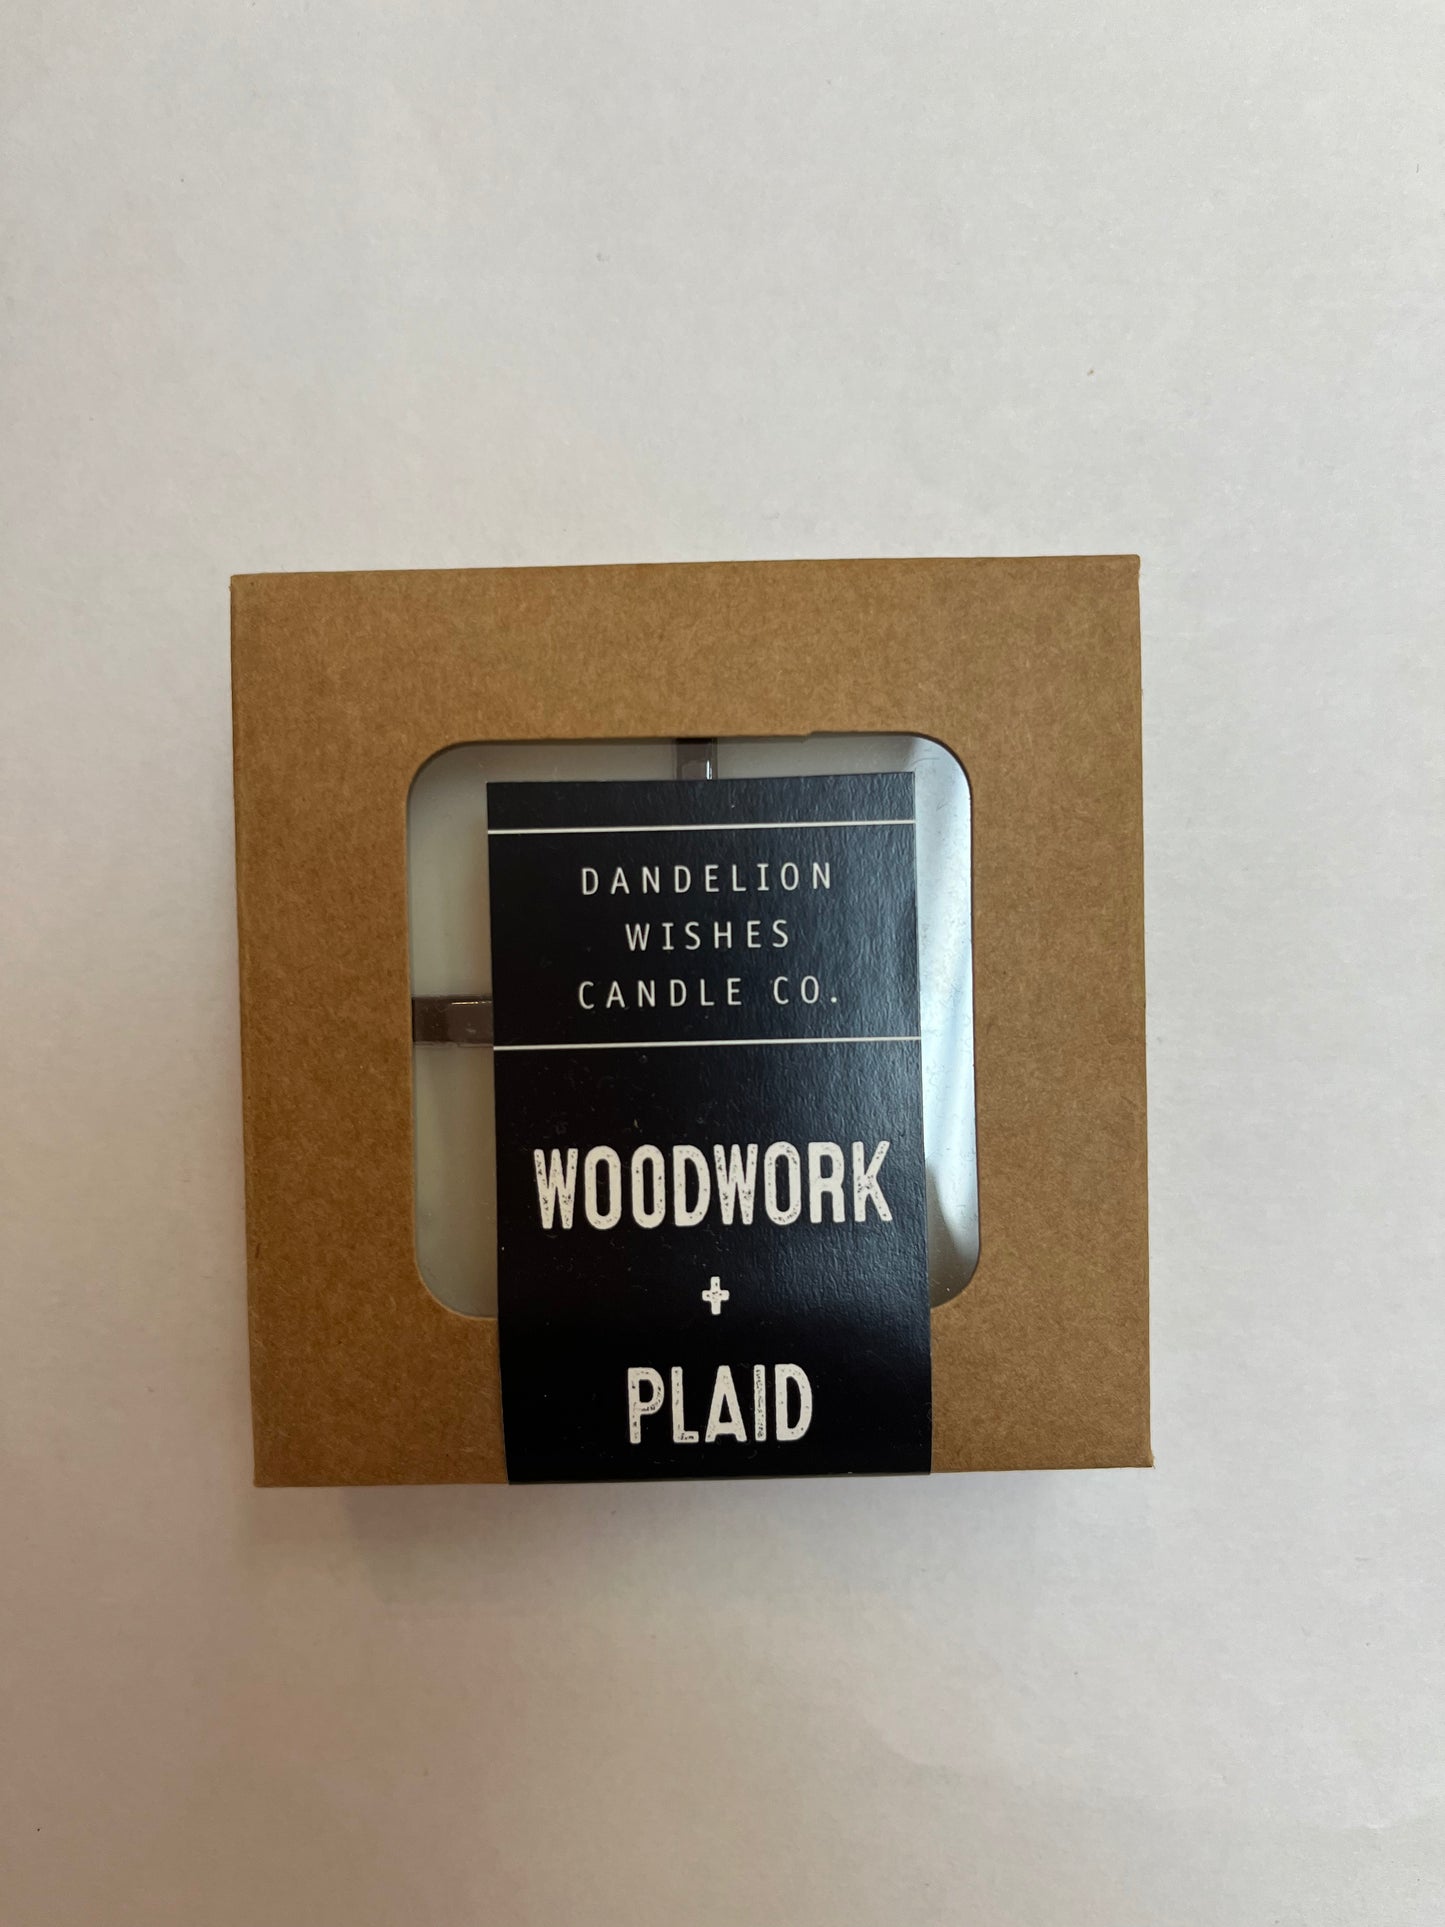 DANDELION
WISHES
CANDLE CO.
WOODWORK
+
PLAID